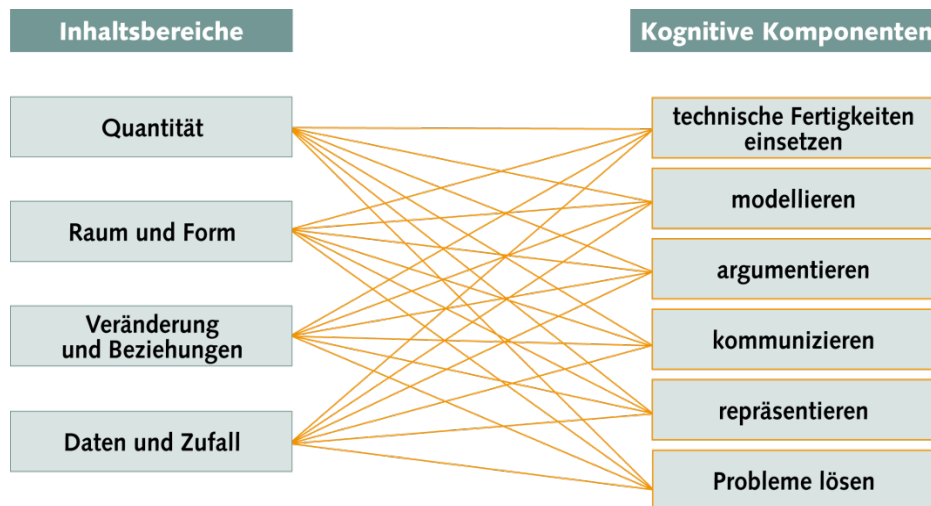 Inhaltsbereiche
Quantität
Raum und Form
Veränderung
und Beziehungen
Daten und Zufall
Kognitive Komponenten
technische Fertigkeiten
einsetzen
modellieren
argumentieren
kommunizieren
repräsentieren
Probleme lösen